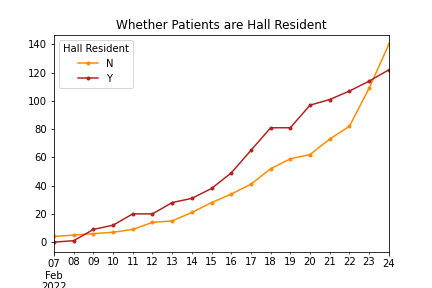 Whether Patients are Hall Resident
Hall Resident
N
Y
140
120
100
80
60
40
20
0
07 08 09 10 11 12 13 14 15 16 17 18 19 20 21 22 23 24
Feb
2022